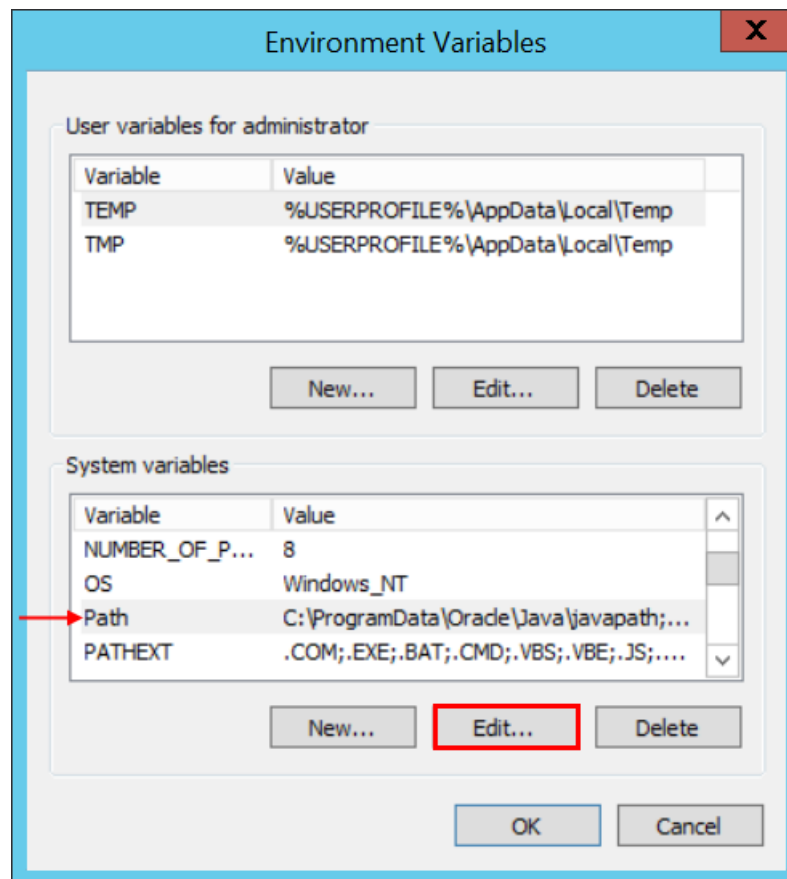 Environment Variables
X
User variables for administrator
Variable Value
TEMP %USERPROFILE%\AppData\Local\Temp
TMP %USERPROFILE%\AppData\Local\Temp
New... Edit... Delete
System variables
Variable Value
NUMBER_OF_P... 8
OS Windows_NT
Path C:\ProgramData\Oracle\Java\javapath;...
PATHEXT .COM;.EXE;.BAT;.CMD;.VBS;.VBE;.JS;....
New... Edit... Delete
OK Cancel